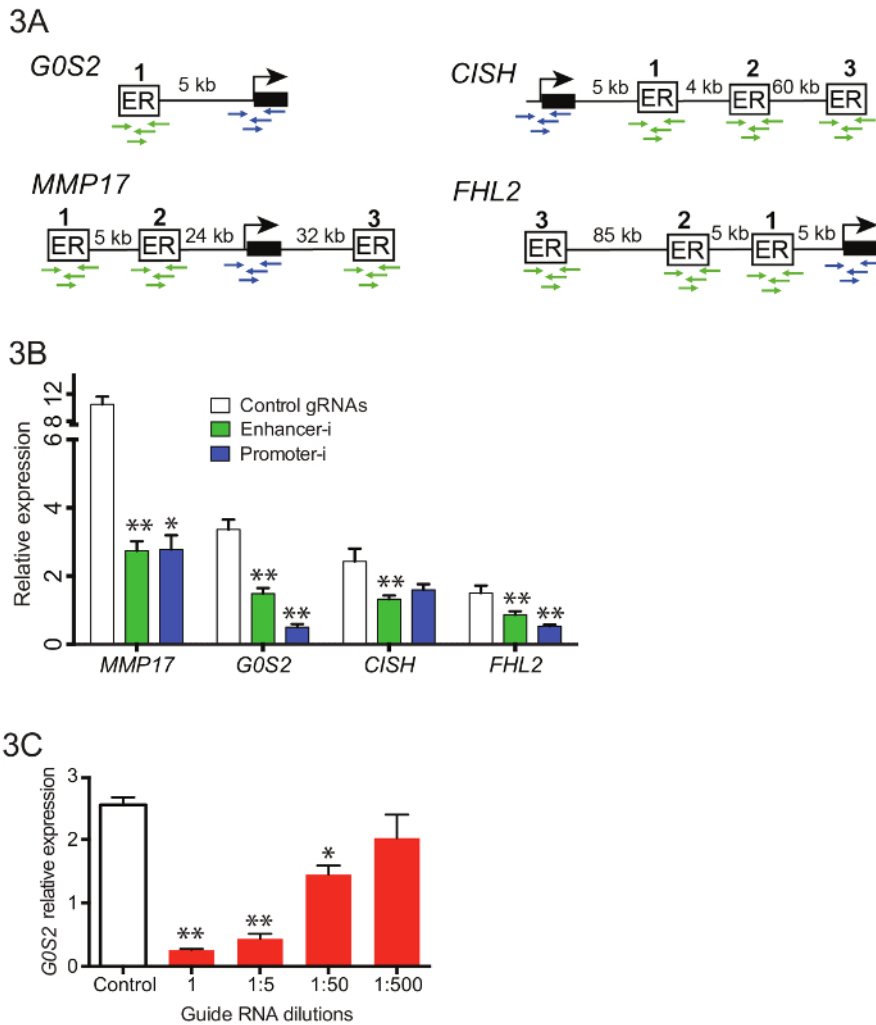 3A
G0S2
1
5 kb
ER
CISH
1
2
3
5 kb
4 kb
60 kb
ER
ER
ER
MMP17
1
2
3
5 kb
24 kb
32 kb
ER
ER
ER
FHL2
3
2
1
85 kb
5 kb
5 kb
ER
ER
ER
3B
Relative expression
12
8
6
4
2
0
Control gRNAs
Enhancer-i
Promoter-i
** *
** **
**
** **
MMP17 G0S2 CISH FHL2
3C
G0S2 relative expression
3
2
1
0
** ** *
Control 1 1:5 1:50 1:500
Guide RNA dilutions